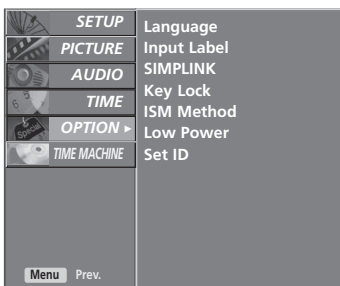 SETUP
PICTURE
AUDIO
TIME
OPTION ▸
TIME MACHINE
Language
Input Label
SIMPLINK
Key Lock
ISM Method
Low Power
Set ID
Special
Menu Prev.